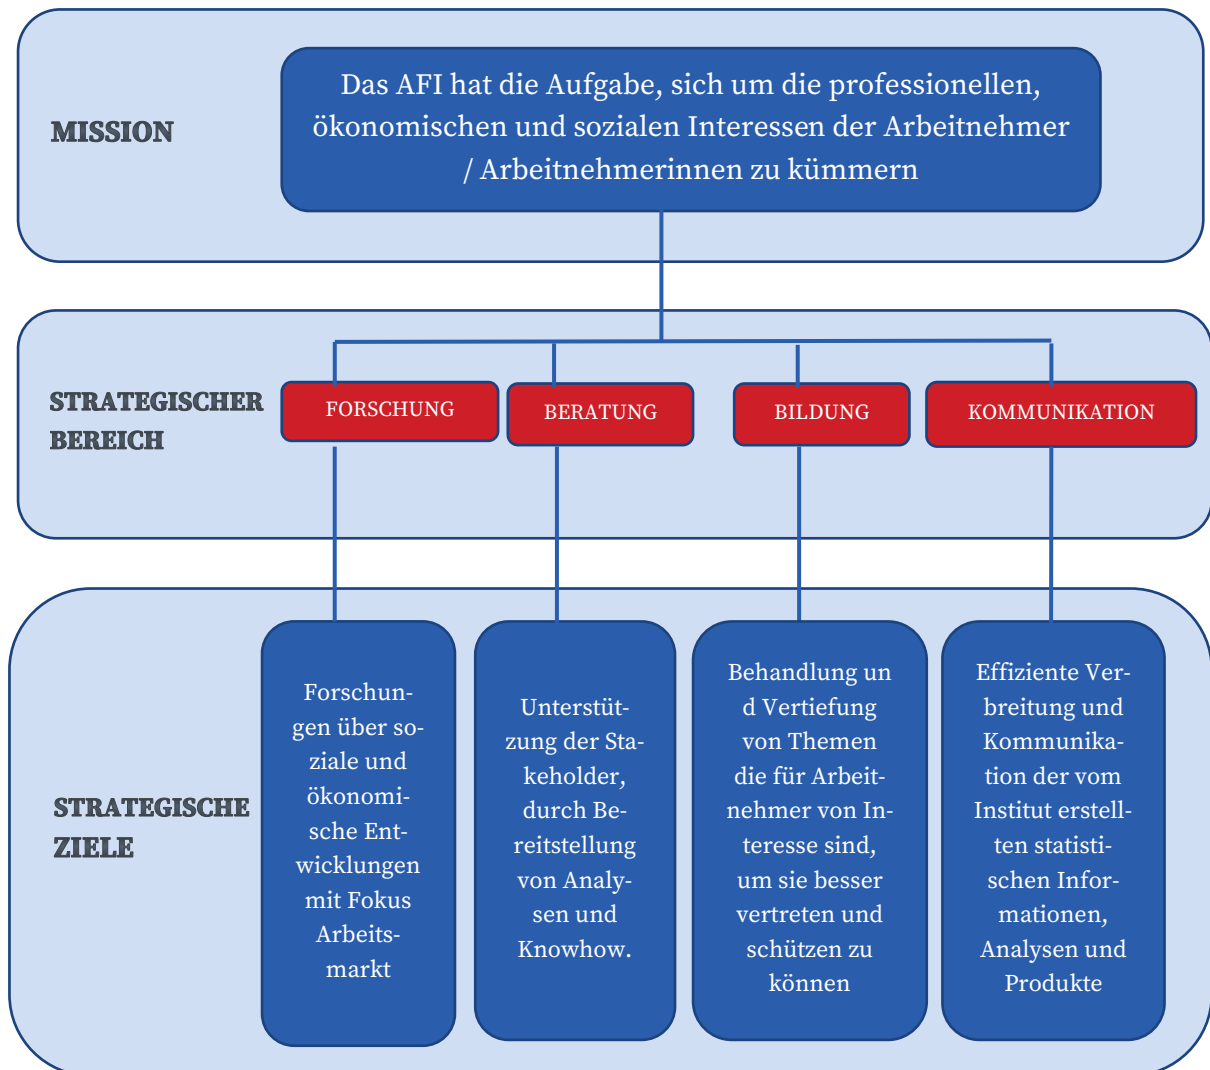 MISSION
Das AFI hat die Aufgabe, sich um die professionellen,
ökonomischen und sozialen Interessen der Arbeitnehmer
/ Arbeitnehmerinnen zu kümmern
STRATEGISCHER
BEREICH
FORSCHUNG
BERATUNG
BILDUNG
KOMMUNIKATION
STRATEGISCHE
ZIELE
Forschun-
gen über so-
ziale und
ökonomi-
sche Ent-
wicklungen
mit Fokus
Arbeits-
markt
Unterstüt-
zung der Sta-
keholder,
durch Be-
reitstellung
von Analy-
sen und
Knowhow.
Behandlung un
d Vertiefung
von Themen
die für Arbeit-
nehmer von In-
teresse sind,
um sie besser
vertreten und
schützen zu
können
Effiziente Ver-
breitung und
Kommunika-
tion der vom
Institut erstell-
ten statisti-
schen Infor-
mationen,
Analysen und
Produkte